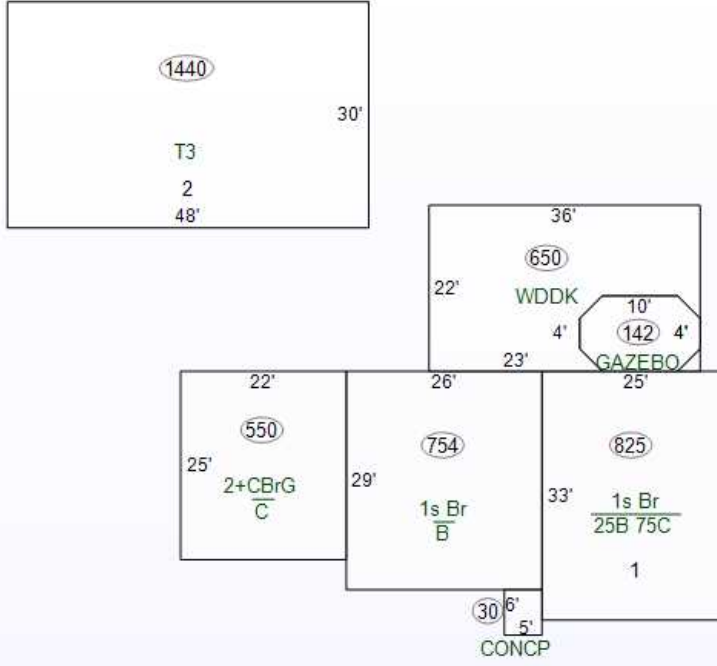 1440
30'
T3
2
48'
36'
650
22'
WDDK
10'
4'
142
4'
GAZEBO
23'
22'
26'
25'
550
754
825
25'
2+CBrG
C
29'
1s Br
B
33'
1s Br
25B 75C
1
30
6'
5'
CONCP